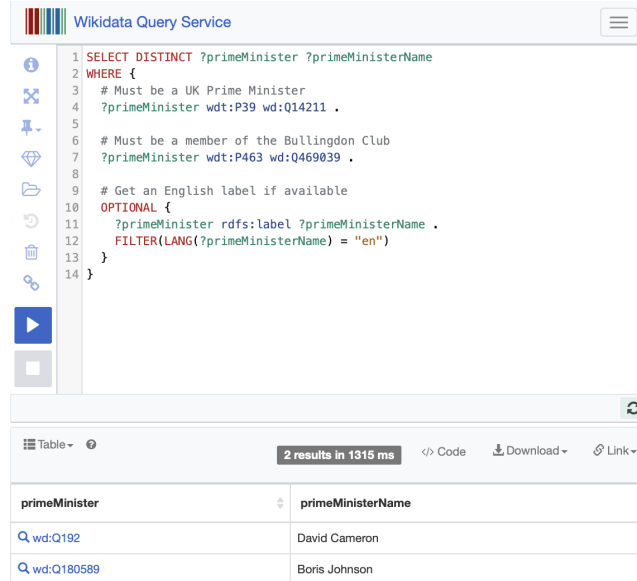 Wikidata Query Service
1 SELECT DISTINCT ?primeMinister ?primeMinisterName
2 WHERE {
3   # Must be a UK Prime Minister
4   ?primeMinister wdt:P39 wd:Q14211 .
5
6   # Must be a member of the Bullingdon Club
7   ?primeMinister wdt:P463 wd:Q469039 .
8
9   # Get an English label if available
10   OPTIONAL {
11     ?primeMinister rdfs:label ?primeMinisterName .
12     FILTER(LANG(?primeMinisterName) = "en")
13   }
14 }
Table 2 results in 1315 ms </> Code Download Link
primeMinister primeMinisterName
wd:Q192 David Cameron
wd:Q180589 Boris Johnson